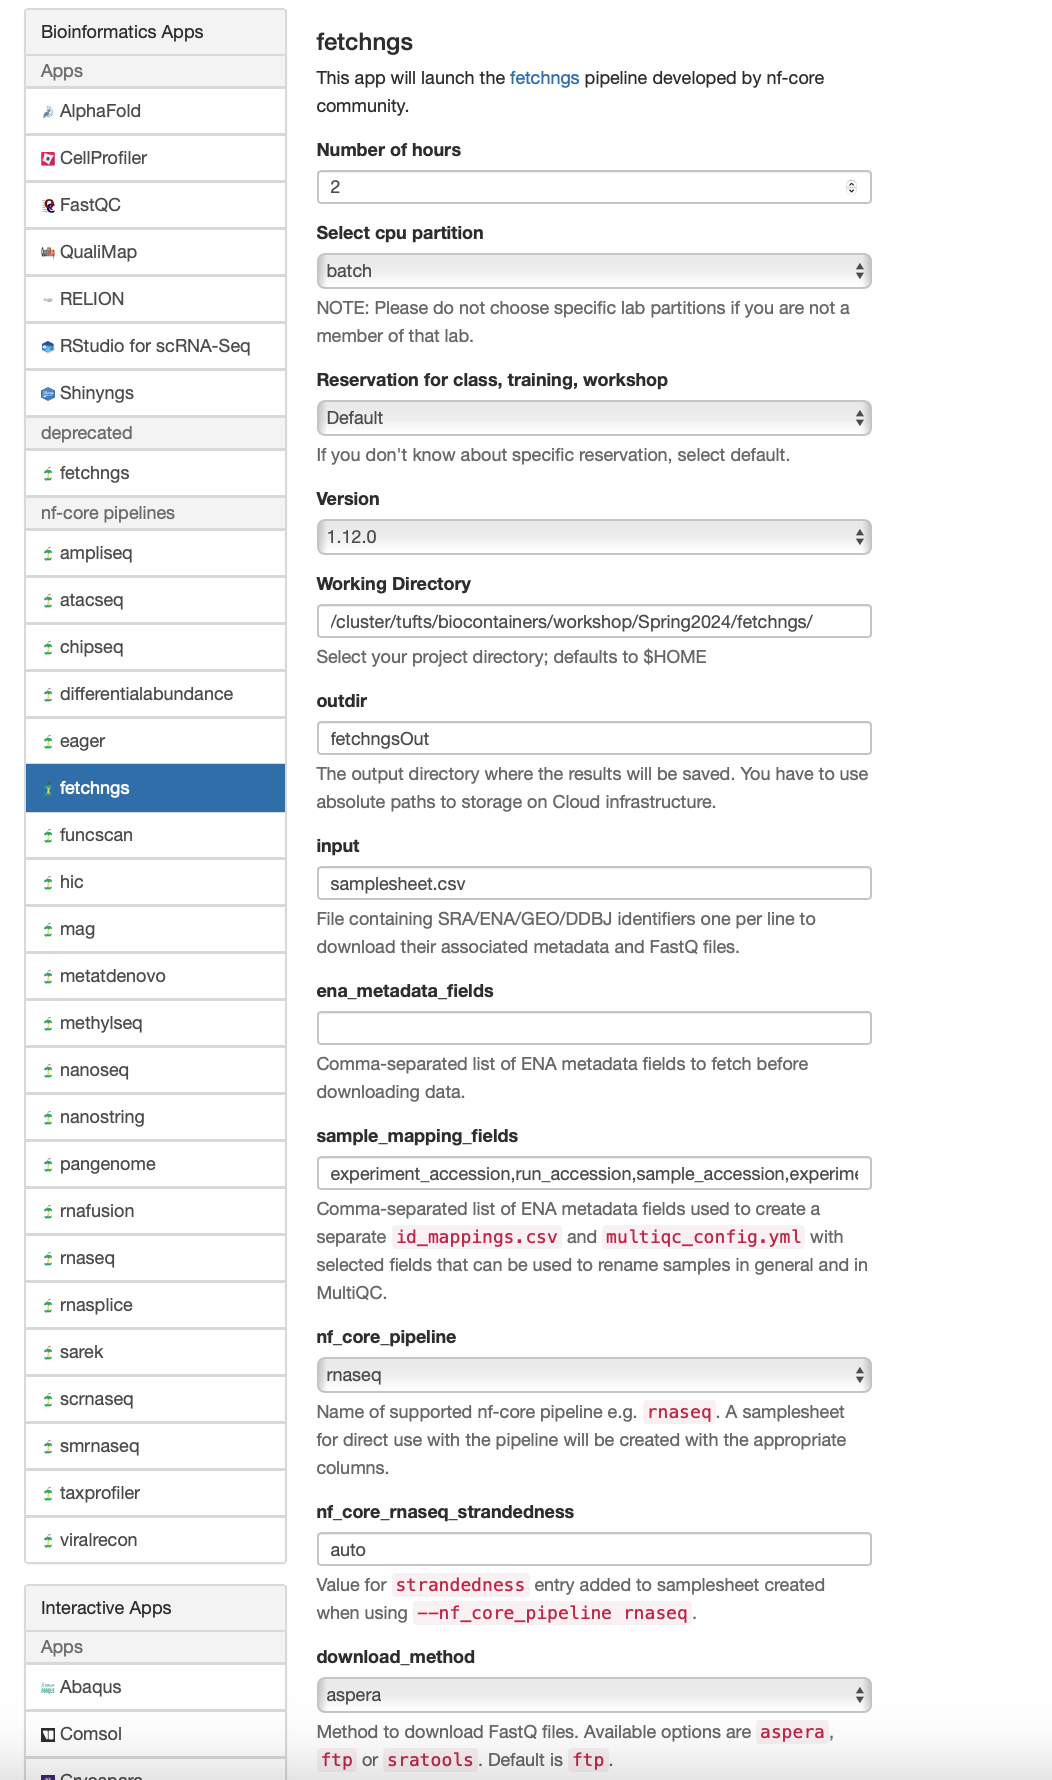 Bioinformatics Apps
Apps
AlphaFold
CellProfiler
FastQC
QualiMap
RELION
RStudio for scRNA-Seq
Shinyngs
deprecated
fetchngs
nf-core pipelines
ampliseq
atacseq
chipseq
differentialabundance
eager
fetchngs
funcscan
hic
mag
metatdenovo
methylseq
nanoseq
nanostring
pangenome
rnafusion
rnaseq
rnasplice
sarek
scrnaseq
smrnaseq
taxprofiler
viralrecon
Interactive Apps
Apps
Abaqus
Comsol
fetchngs
This app will launch the fetchngs pipeline developed by nf-core
community.
Number of hours
2
Select cpu partition
batch
NOTE: Please do not choose specific lab partitions if you are not a
member of that lab.
Reservation for class, training, workshop
Default
If you don't know about specific reservation, select default.
Version
1.12.0
Working Directory
/cluster/tufts/biocontainers/workshop/Spring2024/fetchngs/
Select your project directory; defaults to $HOME
outdir
fetchngsOut
The output directory where the results will be saved. You have to use
absolute paths to storage on Cloud infrastructure.
input
samplesheet.csv
File containing SRA/ENA/GEO/DDBJ identifiers one per line to
download their associated metadata and FastQ files.
ena_metadata_fields
Comma-separated list of ENA metadata fields to fetch before
downloading data.
sample_mapping_fields
experiment_accession,run_accession,sample_accession,experime
Comma-separated list of ENA metadata fields used to create a
separate id_mappings.csv and multiqc_config.yml with
selected fields that can be used to rename samples in general and in
MultiQC.
nf_core_pipeline
rnaseq
Name of supported nf-core pipeline e.g. rnaseq. A samplesheet
for direct use with the pipeline will be created with the appropriate
columns.
nf_core_rnaseq_strandedness
auto
Value for strandedness entry added to samplesheet created
when using --nf_core_pipeline rnaseq.
download_method
aspera
Method to download FastQ files. Available options are aspera,
ftp or sratools. Default is ftp.